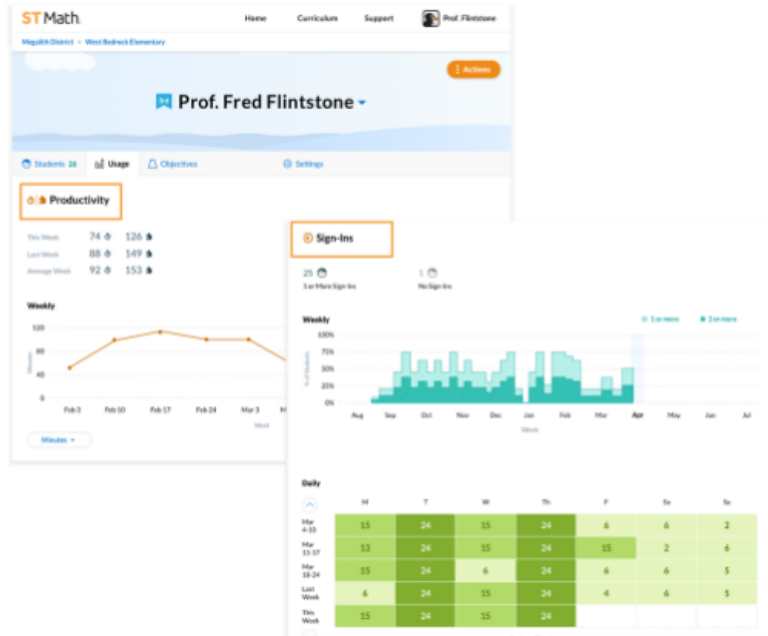 ST Math
Home Curriculum Support Prof. Flintstone
Megalith District > West Bedrock Elementary
Actions
Prof. Fred Flintstone
Students 26 Usage Objectives Settings
Productivity
This Week 74 126
Last Week 88 149
Average Week 92 153
Weekly
120
80
40
0
Minutes
Feb 3 Feb 10 Feb 17 Feb 24 Mar 3 M
Week
Minutes
Sign-Ins
25 1
1 or More Sign-Ins No Sign-Ins
Weekly
1 or more 2 or more
100%
75%
50%
25%
0%
% of Students
Aug Sep Oct Nov Dec Jan Feb Mar Apr May Jun Jul
Week
Daily
M T W Th F Sa Su
Mar 4-10 15 24 15 24 6 6 2
Mar 11-17 13 24 15 24 15 2 6
Mar 18-24 15 24 6 24 6 6 5
Last Week 6 24 15 24 4 6 5
This Week 15 24 15 24